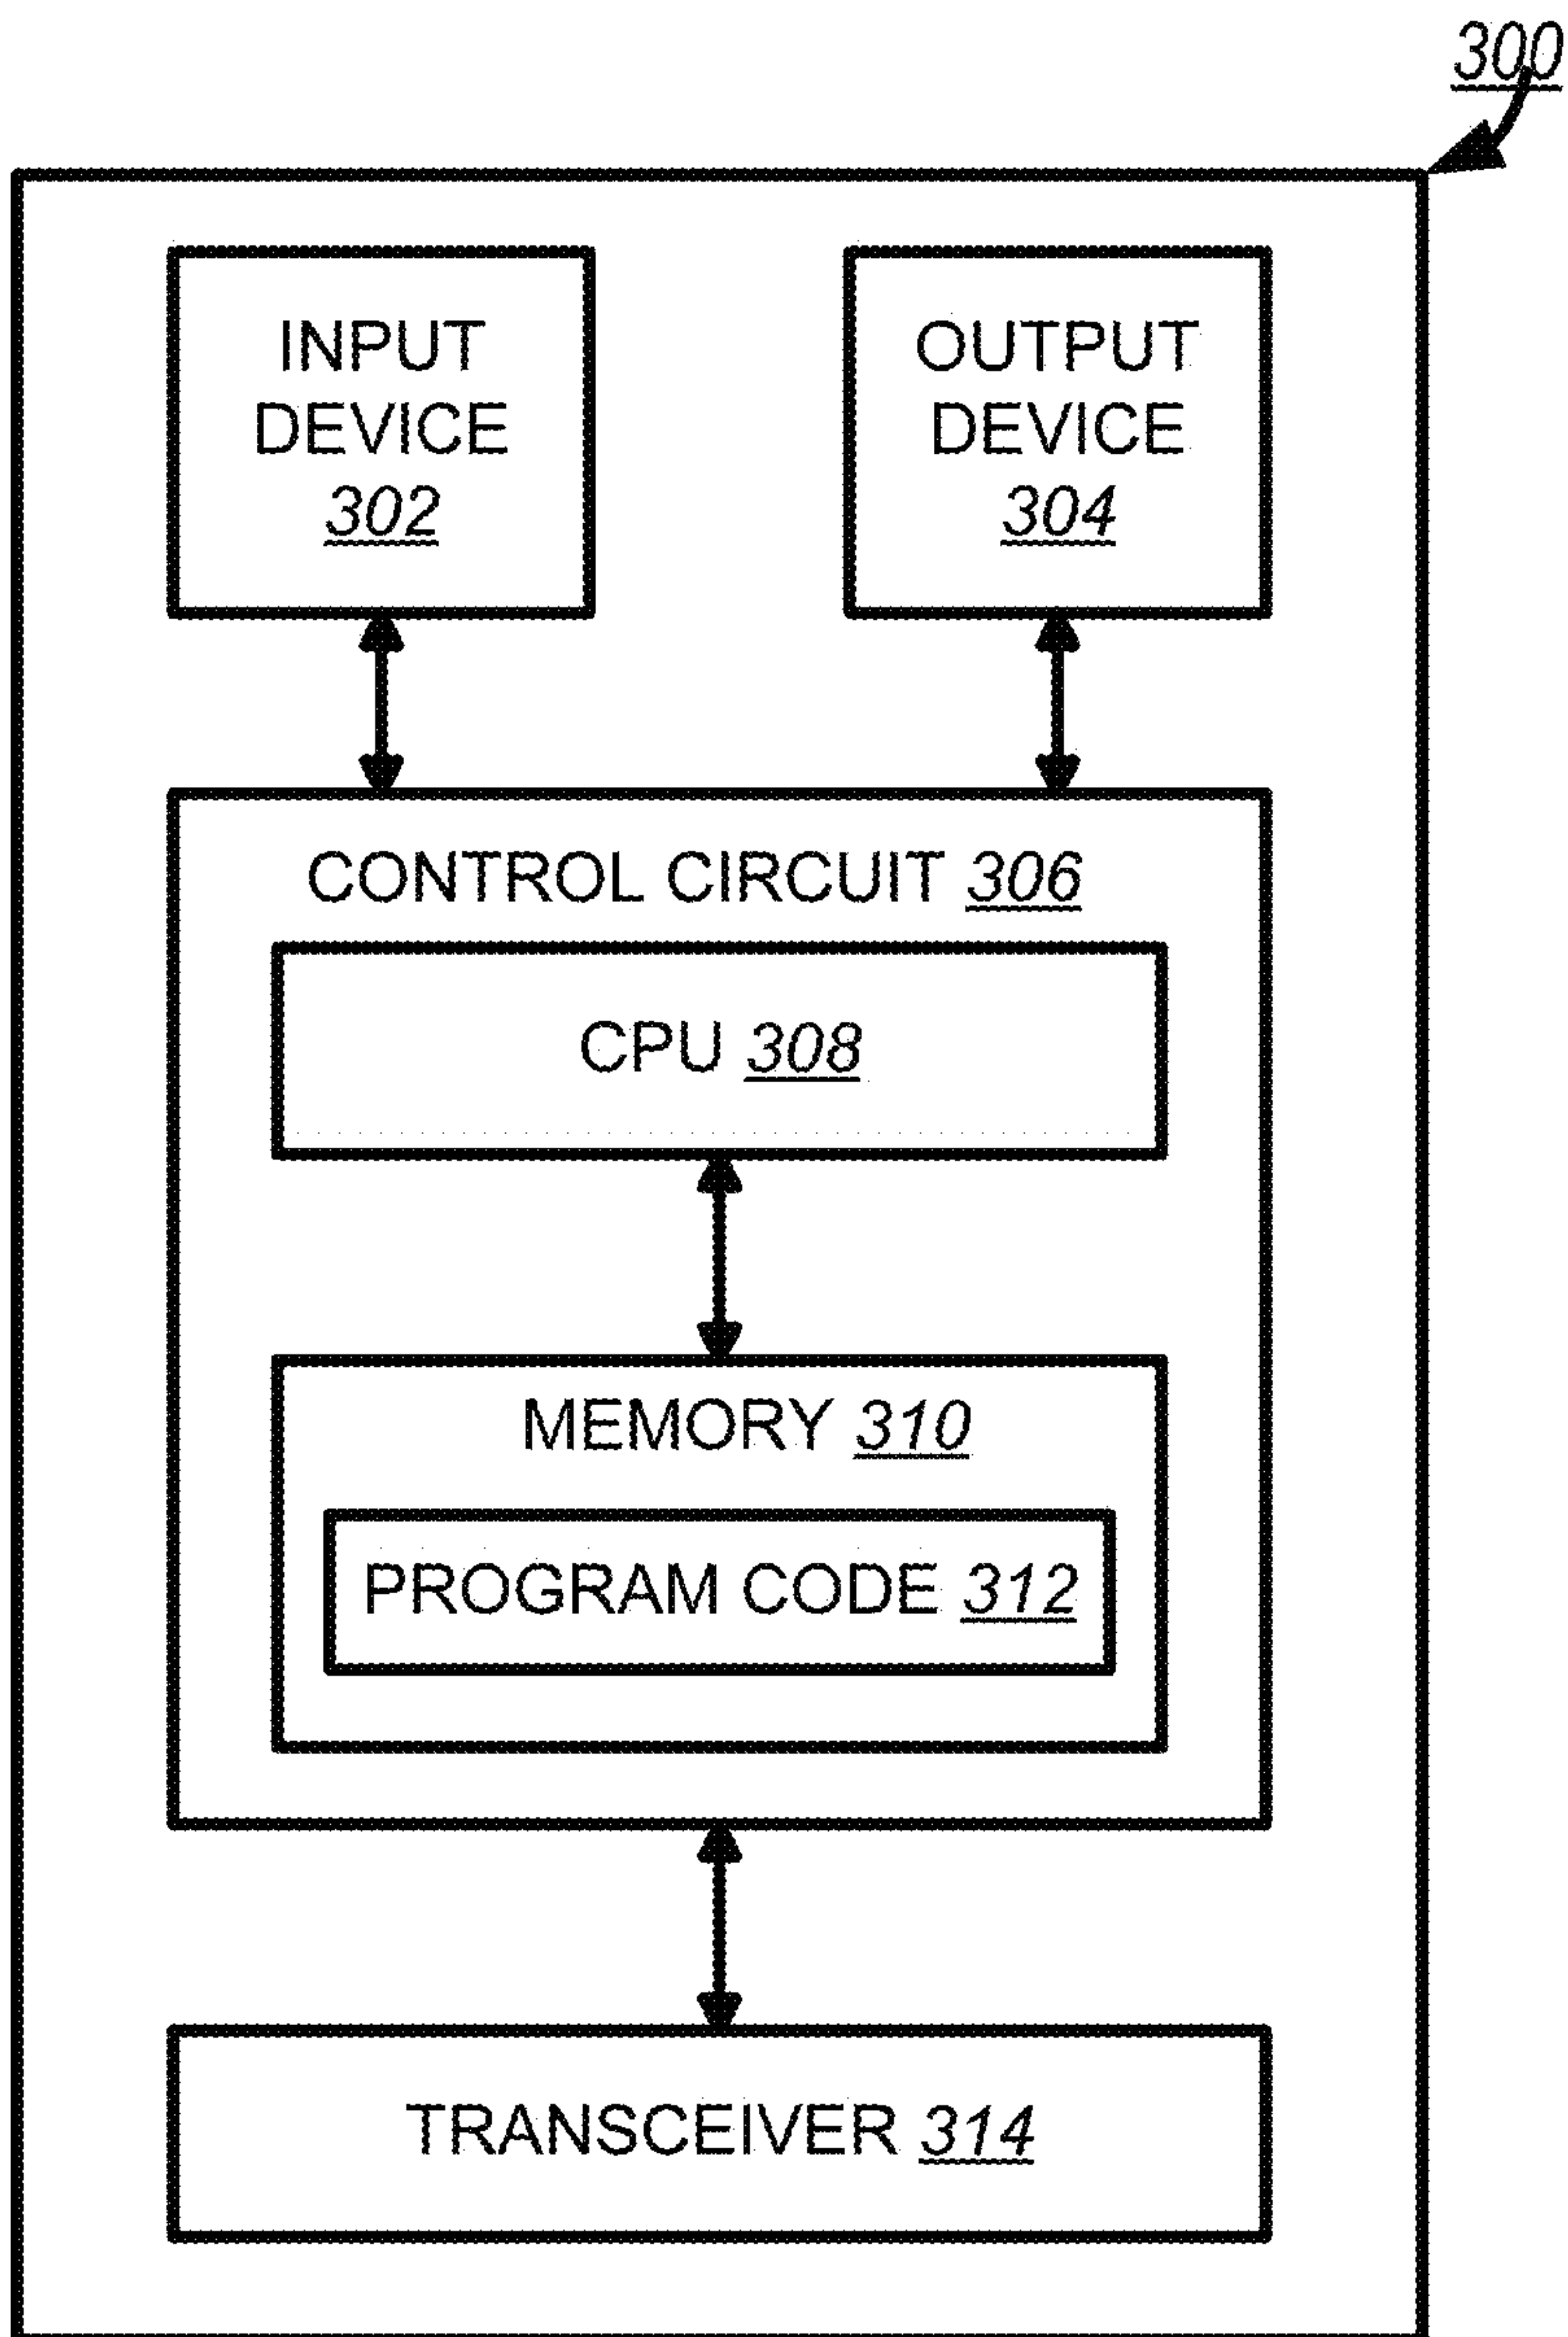 300
INPUT
DEVICE
302
OUTPUT
DEVICE
304
CONTROL CIRCUIT 306
CPU 308
MEMORY 310
PROGRAM CODE 312
TRANSCEIVER 314